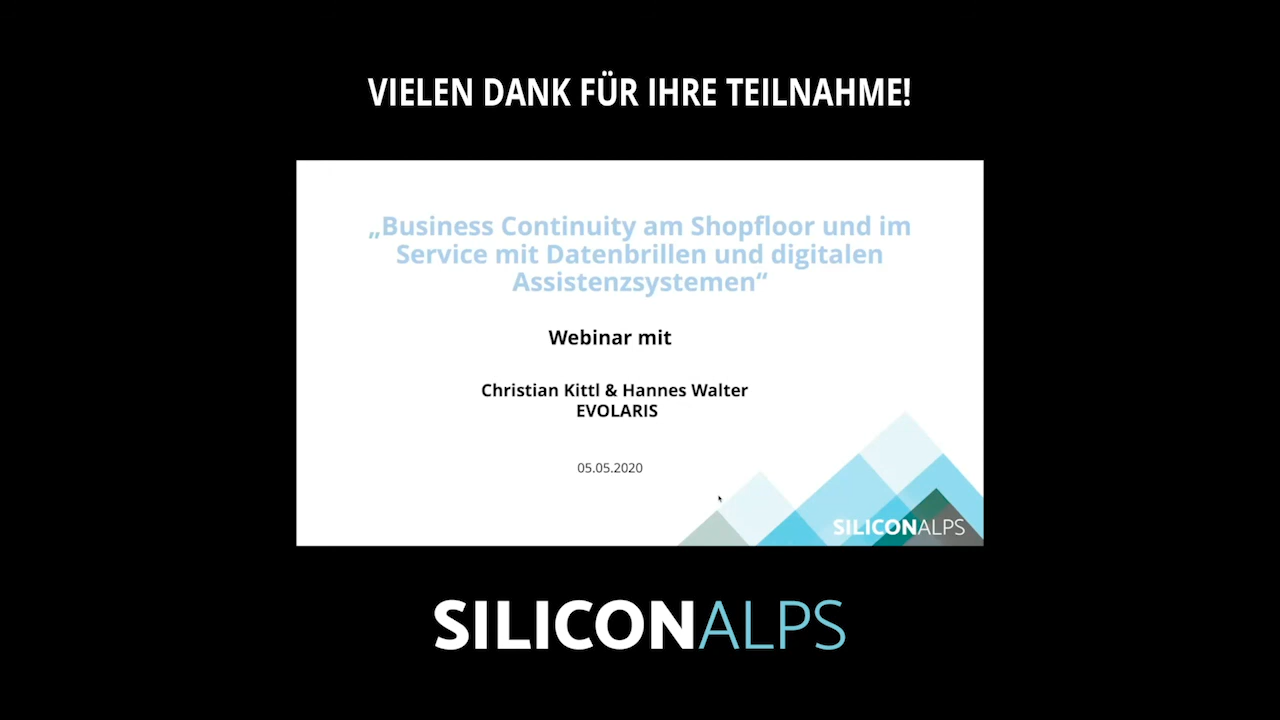 VIELEN DANK FÜR IHRE TEILNAHME!
„Business Continuity am Shopfloor und im
Service mit Datenbrillen und digitalen
Assistenzsystemen“
Webinar mit
Christian Kittl & Hannes Walter
EVOLARIS
05.05.2020
SILICONALPS
SILICONALPS